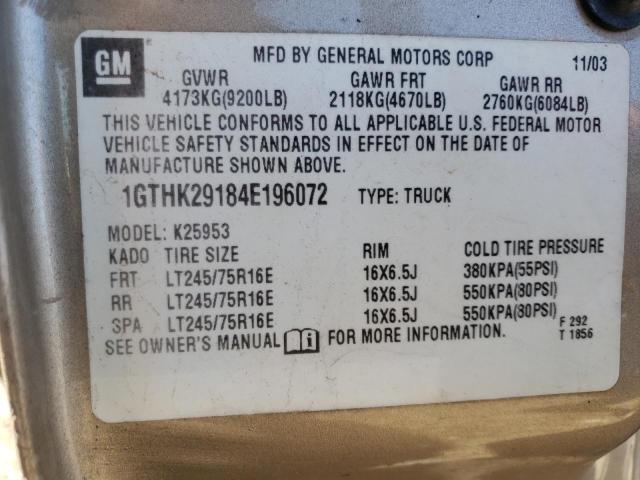 GM
MFD BY GENERAL MOTORS CORP 11/03
GVWR GAWR FRT GAWR RR
4173KG(9200LB) 2118KG(4670LB) 2760KG(6084LB)
THIS VEHICLE CONFORMS TO ALL APPLICABLE U.S. FEDERAL MOTOR
VEHICLE SAFETY STANDARDS IN EFFECT ON THE DATE OF
MANUFACTURE SHOWN ABOVE.
1GTHK29184E196072 TYPE: TRUCK
MODEL: K25953
KADO TIRE SIZE RIM COLD TIRE PRESSURE
FRT LT245/75R16E 16X6.5J 380KPA(55PSI)
RR LT245/75R16E 16X6.5J 550KPA(80PSI)
SPA LT245/75R16E 16X6.5J 550KPA(80PSI)
F 292
SEE OWNER'S MANUAL i FOR MORE INFORMATION. T 1856